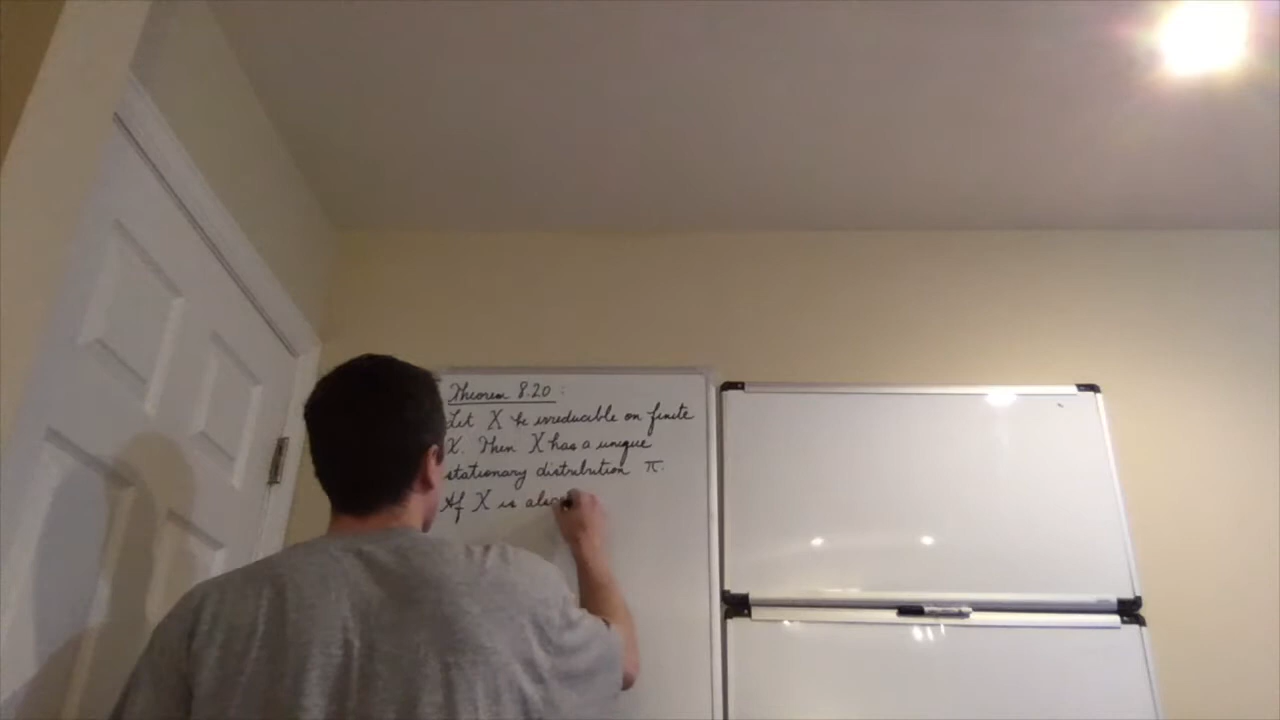 Theorem 8.20:
Let X be irreducible on finite
X. Then X has a unique
stationary distribution π.
If X is also